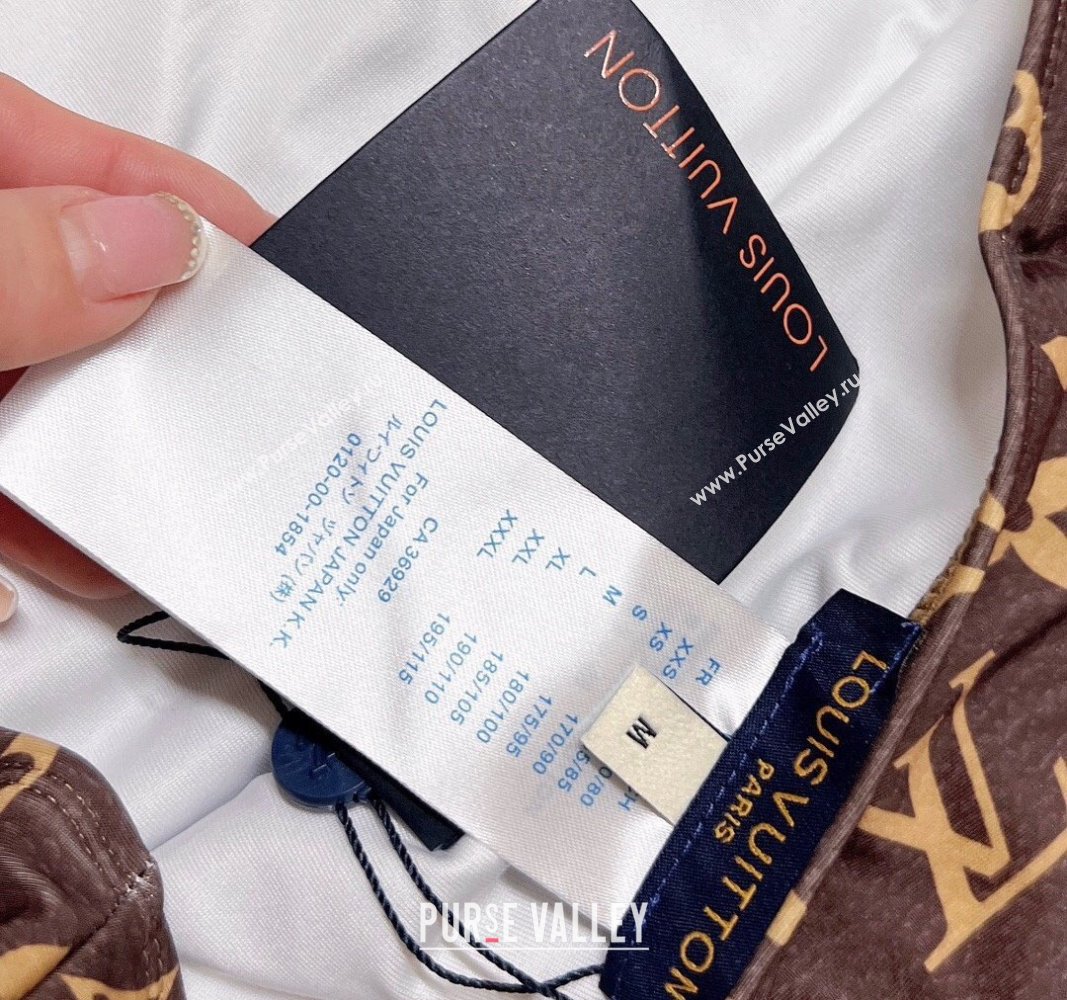 LOUIS VUITTON
www.PurseValley.ru
www.PurseValley
FR
XXS
XS
S
M
L
XL
XXL
XXXL
170/90
175/95
180/100
185/105
190/110
195/115
CA 36929
For Japan only:
LOUIS VUITTON JAPAN K.K.
ルイ・ヴィトン ジャパン(株)
0120-00-1854
M
LOUIS VUITTON
PARIS
PURSE VALLEY